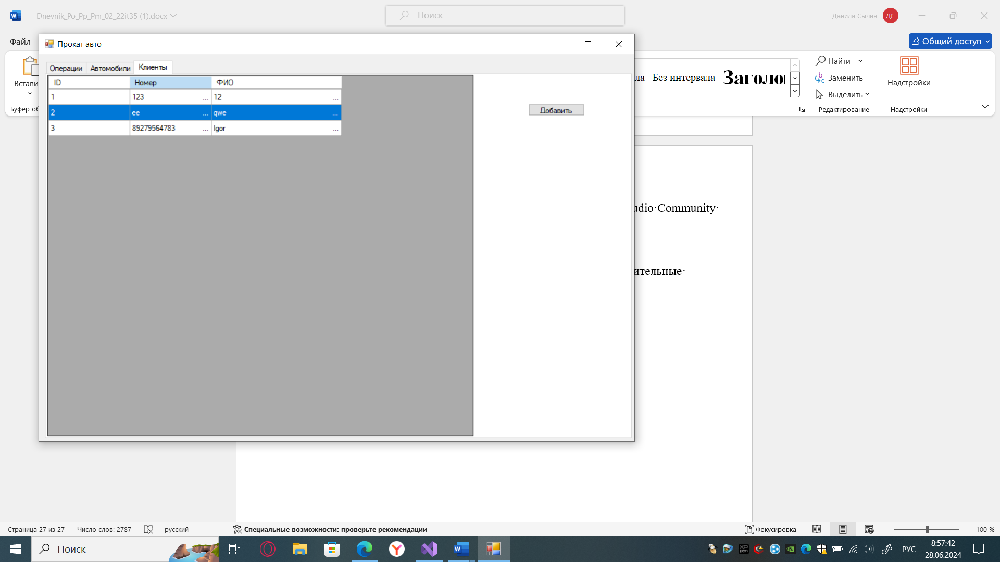 Dnevnik_Po_Pp_Pm_02_22it35 (1).docx
Поиск
Данила Сычин
ДС
Файл
Общий доступ
Прокат авто
Операции Автомобили Клиенты
ID Номер ФИО
1 123 ... 12 ...
2 ee ... qwe ...
3 89279564783 ... Igor ...
Добавить
Встави
Буфер об
ла Без интервала Заголо
Найти
Заменить
Выделить
Редактирование
Надстройки
Надстройки
udio·Community·
ительные·
Страница 27 из 27 Число слов: 2787 русский Специальные возможности: проверьте рекомендации Фокусировка 100 %
Поиск
РУС
8:57:42
28.06.2024